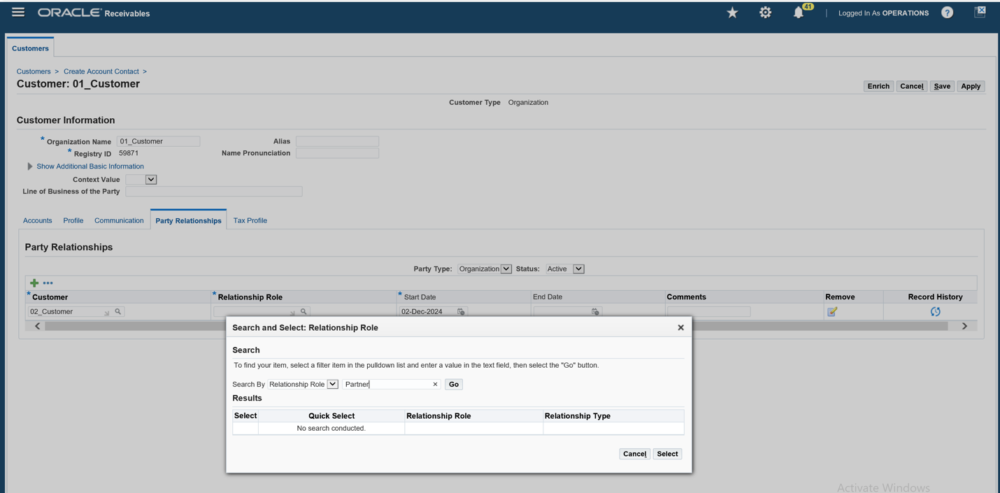 ORACLE Receivables
41
Logged In As OPERATIONS
?
Customers
Customers > Create Account Contact >
Customer: 01_Customer
Enrich Cancel Save Apply
Customer Type Organization
Customer Information
* Organization Name 01_Customer Alias
* Registry ID 59871 Name Pronunciation
Show Additional Basic Information
Context Value
Line of Business of the Party
Accounts Profile Communication Party Relationships Tax Profile
Party Relationships
Party Type: Organization Status: Active
* Customer * Relationship Role * Start Date End Date Comments Remove Record History
02_Customer 02-Dec-2024
Search and Select: Relationship Role
Search
To find your item, select a filter item in the pulldown list and enter a value in the text field, then select the "Go" button.
Search By Relationship Role Partner Go
Results
Select Quick Select Relationship Role Relationship Type
No search conducted.
Cancel Select
Activate Windows